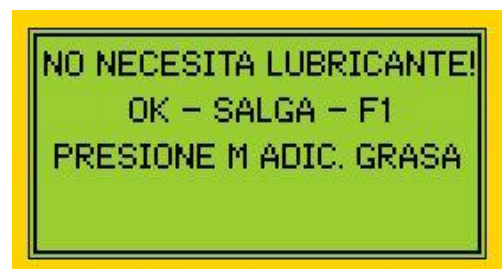 NO NECESITA LUBRICANTE!
OK – SALGA – F1
PRESIONE M ADIC. GRASA